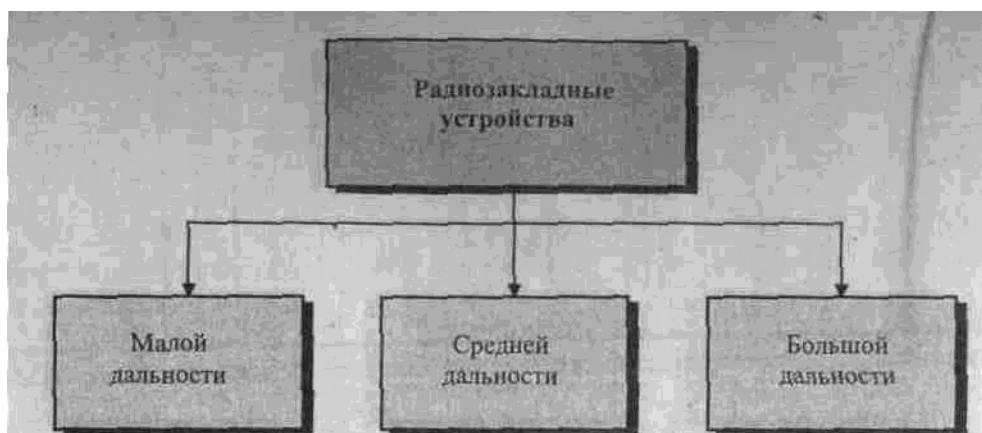 Радиозакладные
устройства
Малой
дальности
Средней
дальности
Большой
дальности